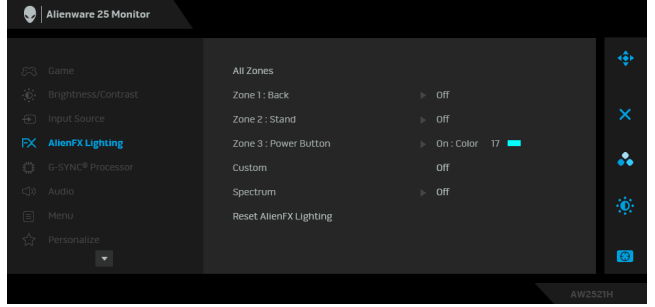 Alienware 25 Monitor
Game
All Zones
Brightness/Contrast
Zone 1 : Back
Off
Input Source
Zone 2 : Stand
Off
FX AlienFX Lighting
Zone 3 : Power Button
On : Color 17
G-SYNC® Processor
Custom
Off
Audio
Spectrum
Off
Menu
Reset AlienFX Lighting
Personalize
AW2521H